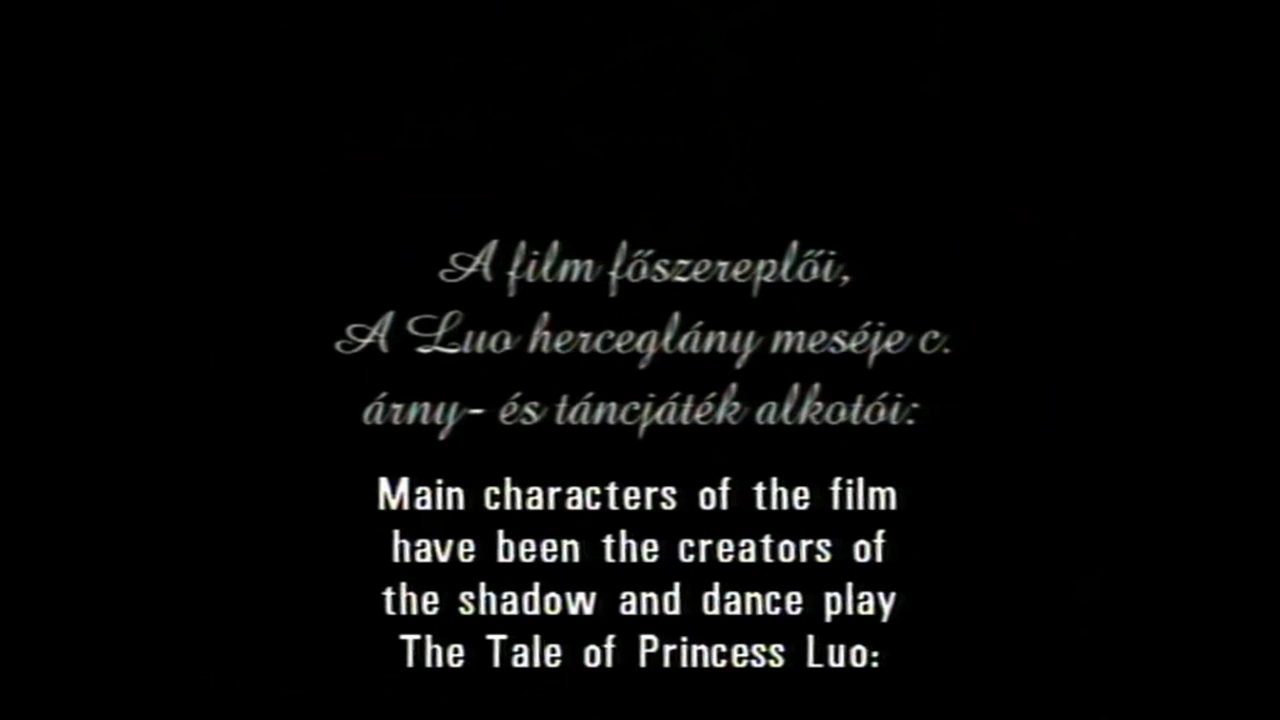 A film főszereplői,
A Luo herceglány meséje c.
árny- és táncjáték alkotói:
Main characters of the film
have been the creators of
the shadow and dance play
The Tale of Princess Luo: